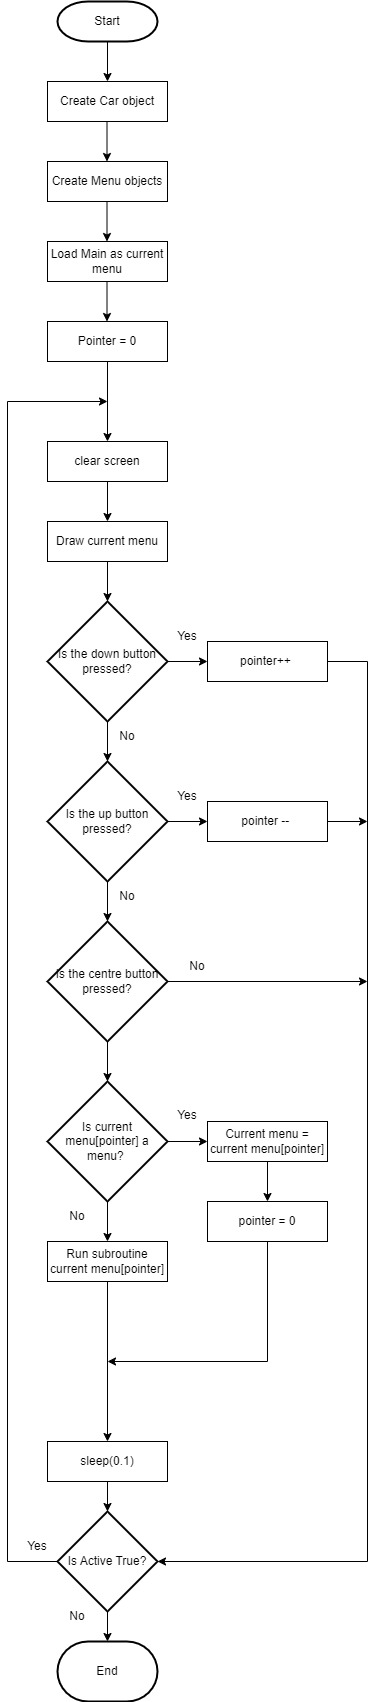 Start
Create Car object
Create Menu objects
Load Main as current
menu
Pointer = 0
clear screen
Draw current menu
Is the down button
pressed?
Yes
pointer++
No
Is the up button
pressed?
Yes
pointer --
No
Is the centre button
pressed?
No
Is current
menu[pointer] a
menu?
Yes
Current menu =
current menu[pointer]
No
pointer = 0
Run subroutine
current menu[pointer]
sleep(0.1)
Is Active True?
Yes
No
End